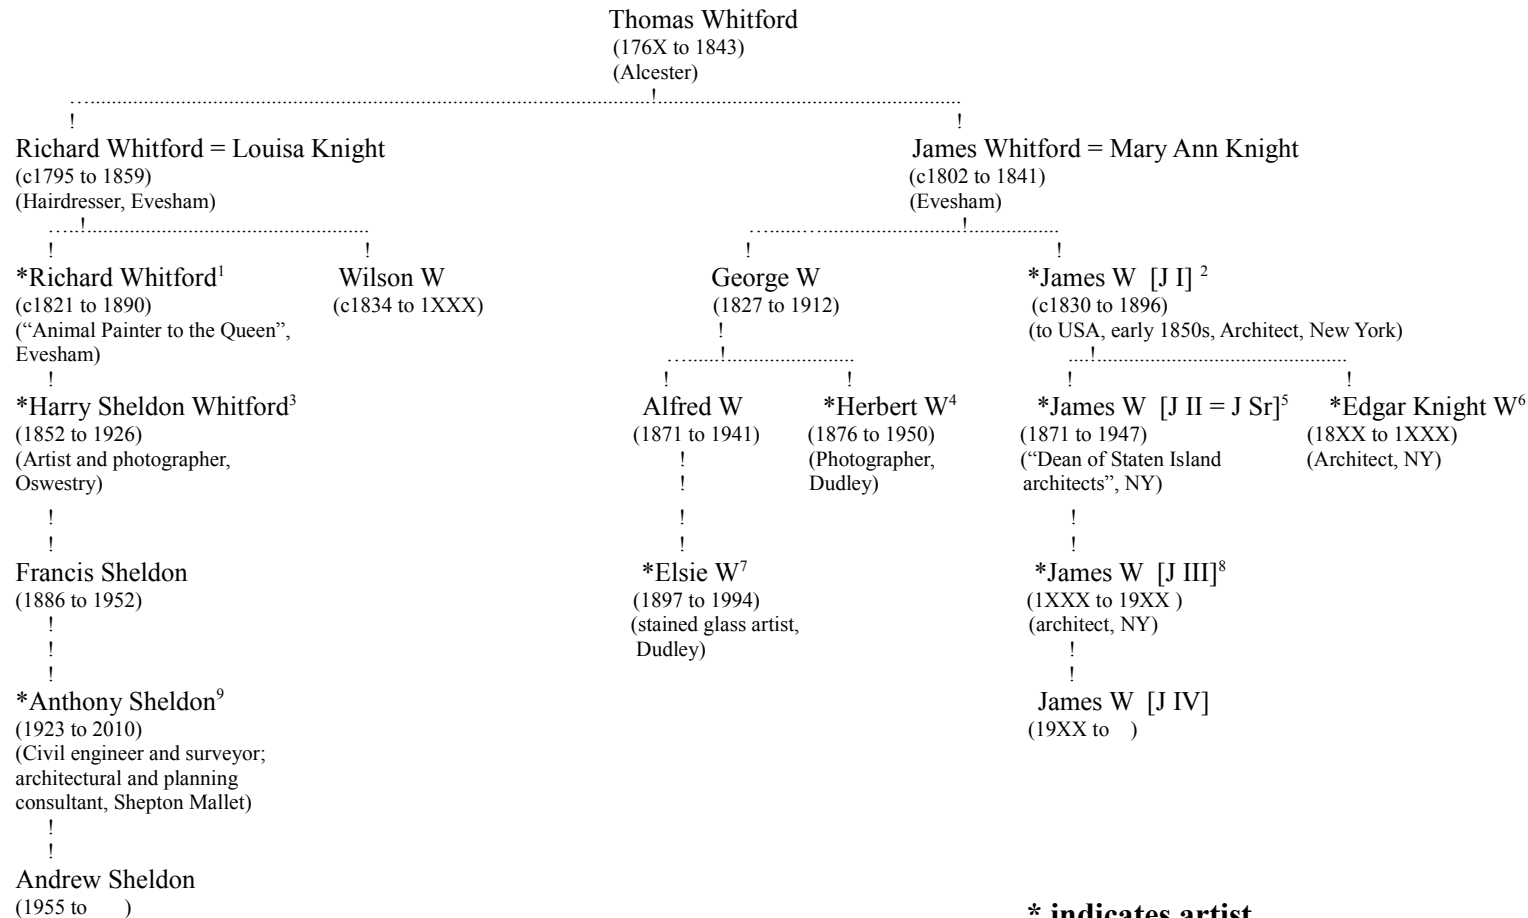 Thomas Whitford
(176X to 1843)
(Alcester)
Richard Whitford = Louisa Knight
(c1795 to 1859)
(Hairdresser, Evesham)
James Whitford = Mary Ann Knight
(c1802 to 1841)
(Evesham)
*Richard Whitford¹
(c1821 to 1890)
(“Animal Painter to the Queen”,
Evesham)
Wilson W
(c1834 to 1XXX)
George W
(1827 to 1912)
*James W [J I] ²
(c1830 to 1896)
(to USA, early 1850s, Architect, New York)
*Harry Sheldon Whitford³
(1852 to 1926)
(Artist and photographer,
Oswestry)
Alfred W
(1871 to 1941)
*Herbert W⁴
(1876 to 1950)
(Photographer,
Dudley)
*James W [J II = J Sr]⁵
(1871 to 1947)
(“Dean of Staten Island
architects”, NY)
*Edgar Knight W⁶
(18XX to 1XXX)
(Architect, NY)
Francis Sheldon
(1886 to 1952)
*Elsie W⁷
(1897 to 1994)
(stained glass artist,
Dudley)
*James W [J III]⁸
(1XXX to 19XX )
(architect, NY)
*Anthony Sheldon⁹
(1923 to 2010)
(Civil engineer and surveyor;
architectural and planning
consultant, Shepton Mallet)
James W [J IV]
(19XX to )
Andrew Sheldon
(1955 to )
* indicates artist